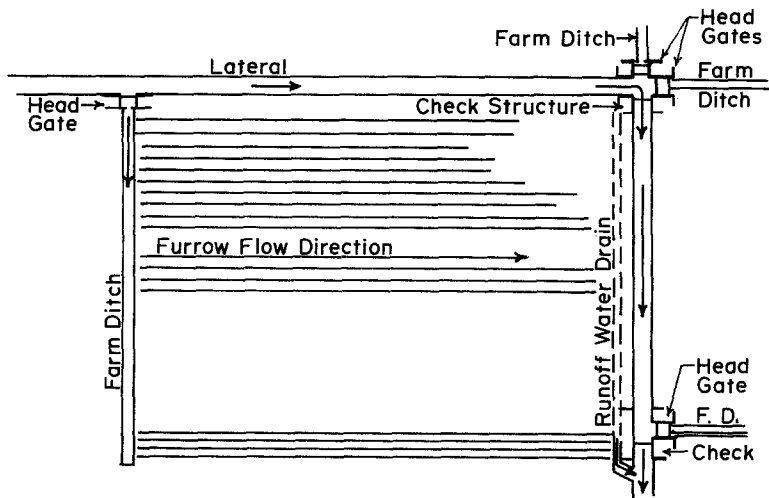 Head
Gates
Farm Ditch
Lateral
Farm
Ditch
Head
Gate
Check Structure
Furrow Flow Direction
Farm Ditch
Runoff Water Drain
Head
Gate
F. D.
Check